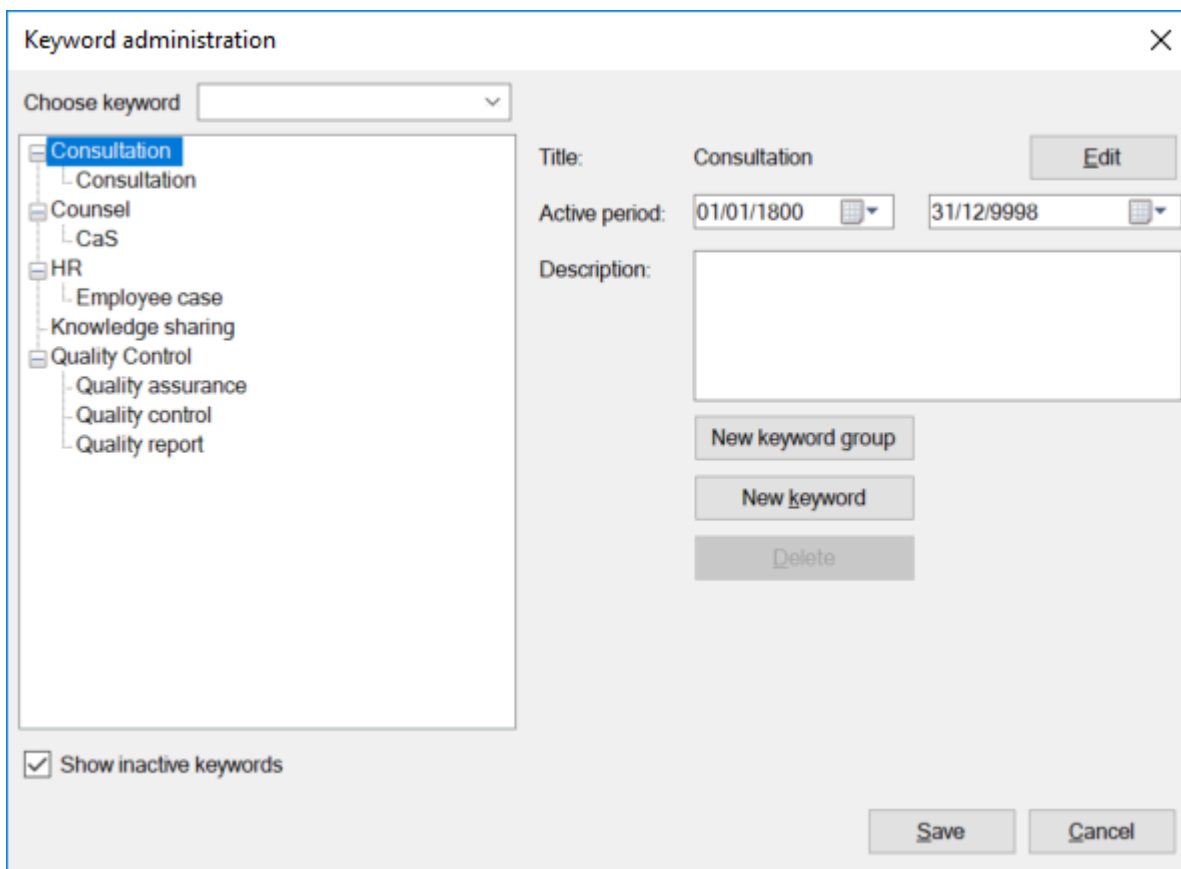 Keyword administration
Choose keyword
Consultation
Consultation
Counsel
CaS
HR
Employee case
Knowledge sharing
Quality Control
Quality assurance
Quality control
Quality report
Show inactive keywords
Title: Consultation Edit
Active period: 01/01/1800 31/12/9998
Description:
New keyword group
New keyword
Delete
Save Cancel